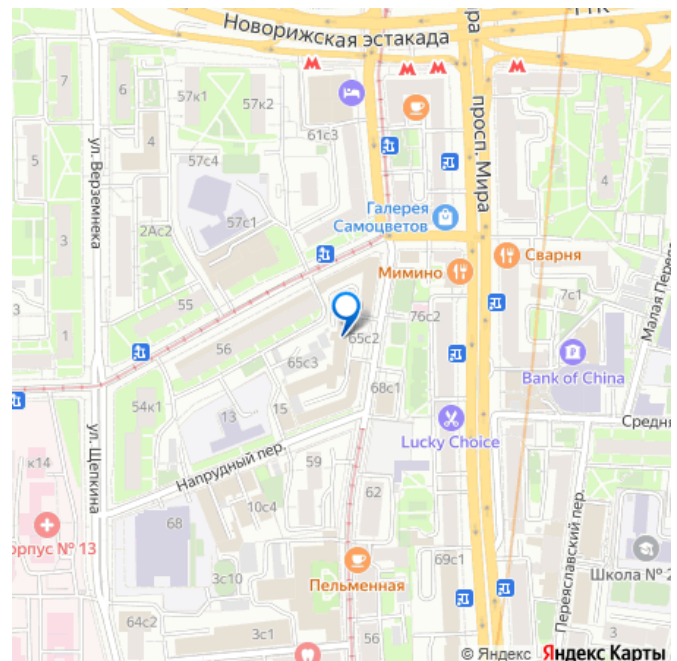 Новорижская эстакада
ТТК
7
6
57к1
57к2
61с3
просп. Мира
4
5
ул. Верземнека
57с4
4
Галерея
Самоцветов
57с1
2Ас2
Сварня
Мимино
3
7с1
Малая Переяс
55
76с2
65с2
1
56
65с3
Bank of China
68с1
54к1
13
15
Lucky Choice
Средн
ул. Щепкина
к14
Напрудный пер.
59
62
10с4
68
орпус № 13
Переяславский пер.
69с1
3с10
Пельменная
Школа № 2
64с2
3с1
56
3
© Яндекс Яндекс Карты